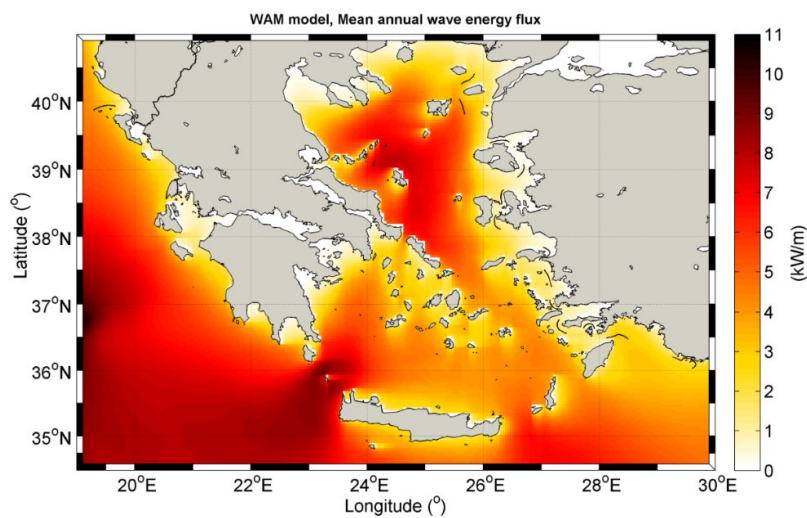 WAM model, Mean annual wave energy flux
40°N
39°N
38°N
37°N
36°N
35°N
Latitude (°)
20°E
22°E
24°E
26°E
28°E
30°E
Longitude (°)
11
10
9
8
7
6
5
4
3
2
1
0
(kW/m)